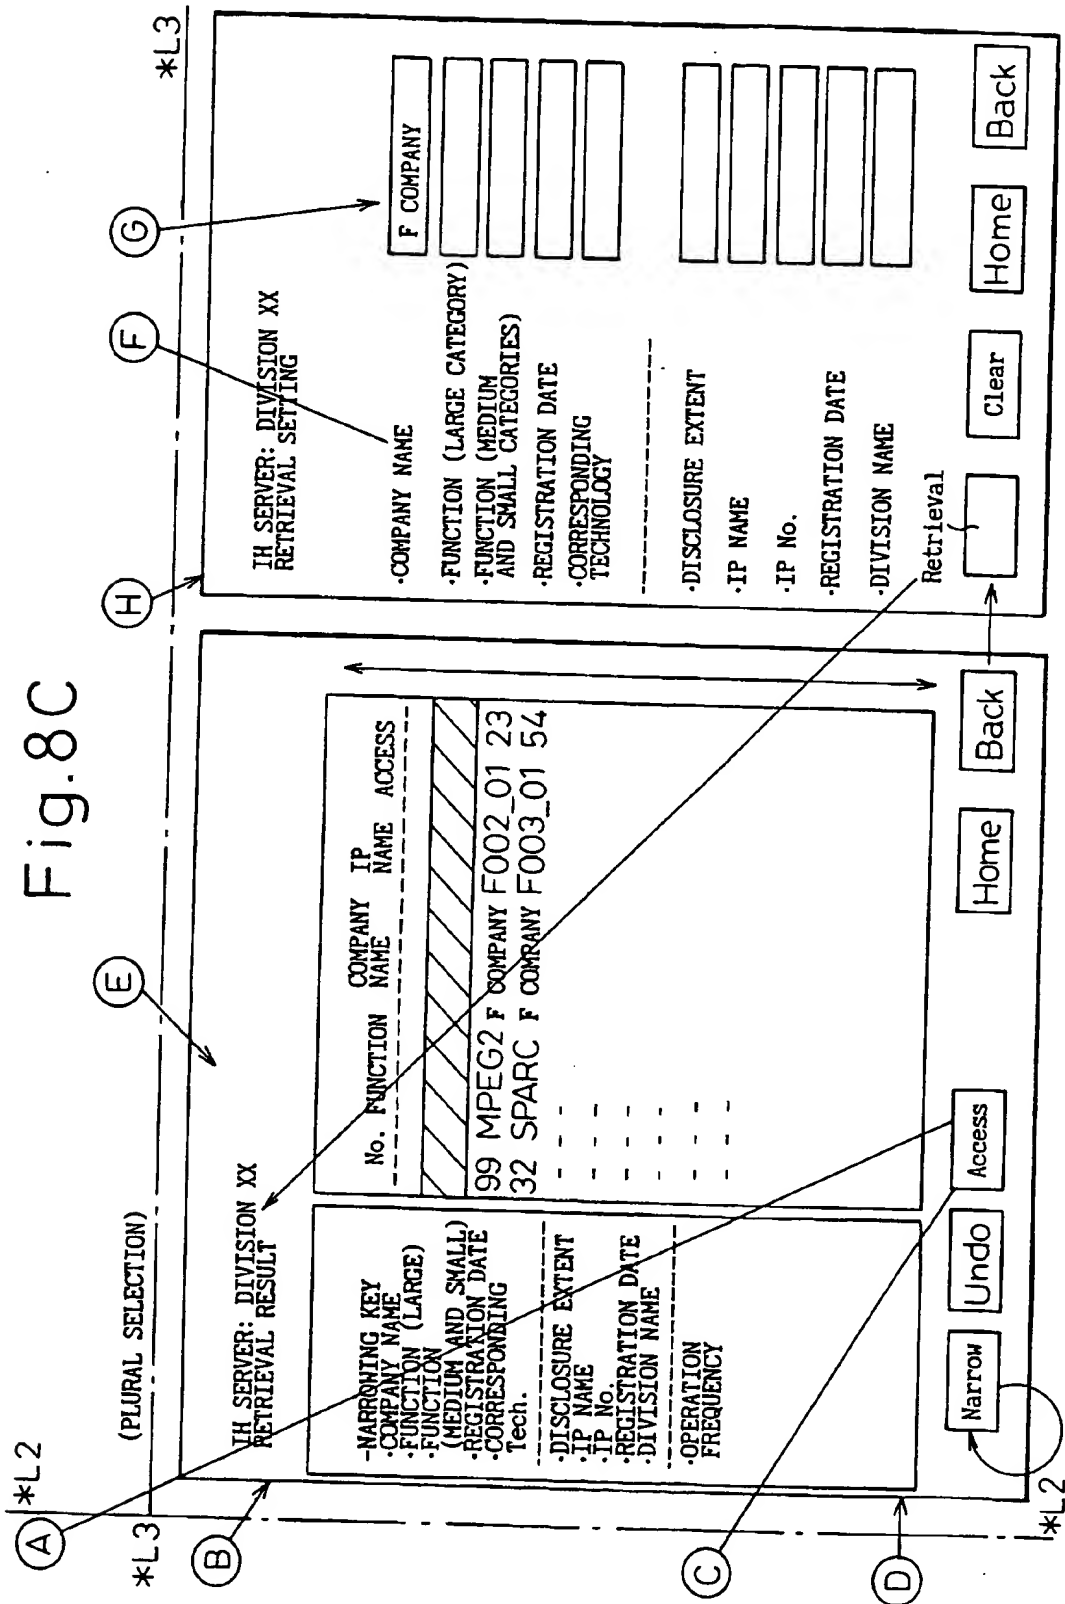 Fig.8C
*L2
*L3
(PLURAL SELECTION)
*L3
A
B
C
D
E
F
G
H
IH SERVER: DIVISION XX
RETRIEVAL RESULT
-NARROWING KEY
·COMPANY NAME
·FUNCTION (LARGE)
·FUNCTION
(MEDIUM AND SMALL)
·REGISTRATION DATE
·CORRESPONDING
Tech.
·DISCLOSURE EXTENT
·IP NAME
·IP No.
·REGISTRATION DATE
·DIVISION NAME
·OPERATION
FREQUENCY
No. FUNCTION COMPANY NAME IP NAME ACCESS
99 MPEG2 F COMPANY F002_01 23
32 SPARC F COMRANY F003_01 54
Narrow
Undo
Access
Home
Back
*L2
IH SERVER: DIVISION XX
RETRIEVAL SETTING
·COMPANY NAME
F COMPANY
·FUNCTION (LARGE CATEGORY)
·FUNCTION (MEDIUM
AND SMALL CATEGORIES)
·REGISTRATION DATE
·CORRESPONDING
TECHNOLOGY
·DISCLOSURE EXTENT
·IP NAME
·IP No.
·REGISTRATION DATE
·DIVISION NAME
Retrieval
Clear
Home
Back